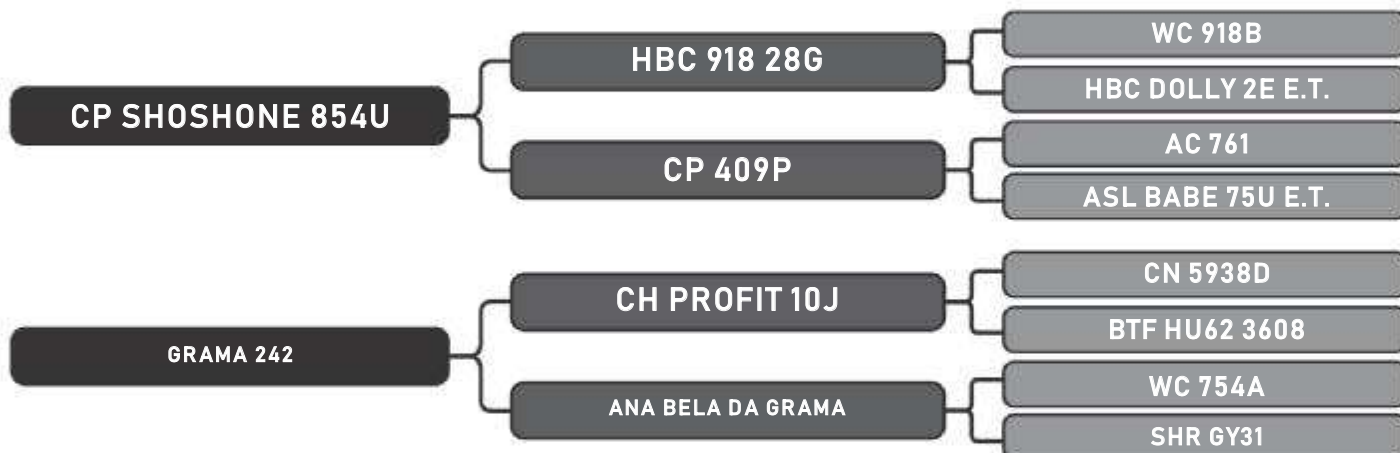 WC 918B
HBC 918 28G
HBC DOLLY 2E E.T.
CP SHOSHONE 854U
AC 761
CP 409P
ASL BABE 75U E.T.
CN 5938D
CH PROFIT 10J
BTF HU62 3608
GRAMA 242
WC 754A
ANA BELA DA GRAMA
SHR GY31